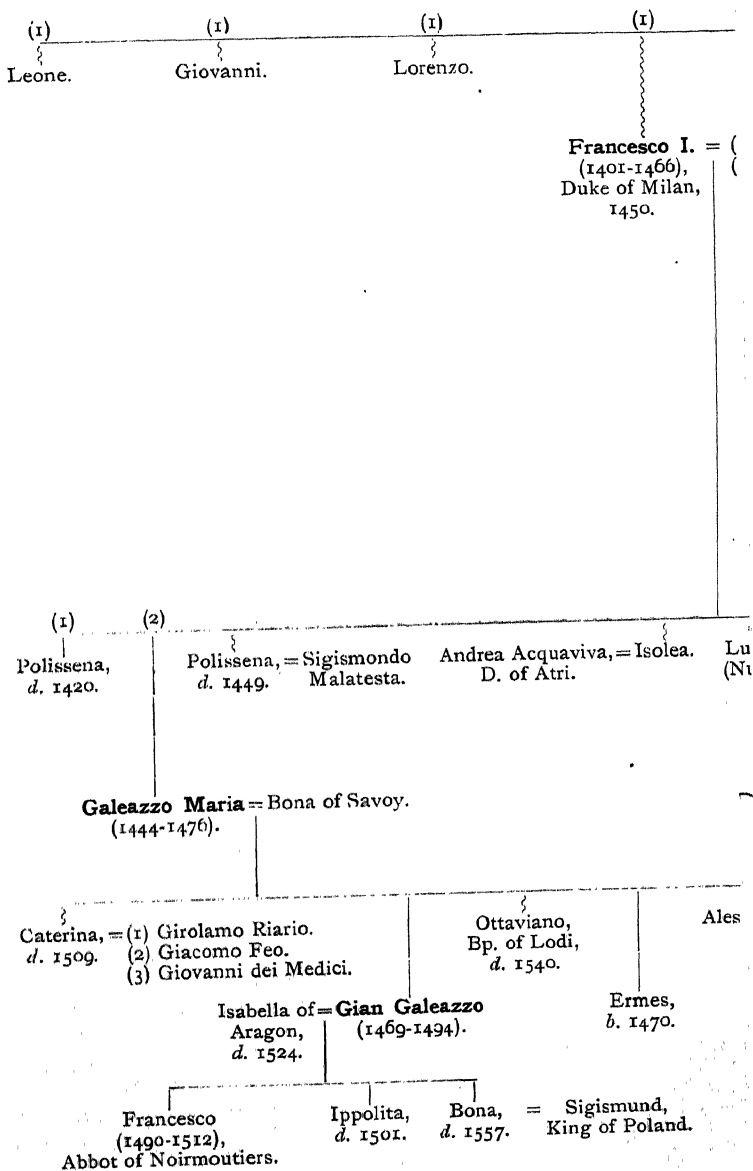 (1) (1) (1) (1)
Leone. Giovanni. Lorenzo.
Francesco I. = (
(1401-1466), (
Duke of Milan,
1450.
(1) (2)
Polissena, Polissena, = Sigismondo Andrea Acquaviva, = Isolea. Lu
d. 1420. d. 1449. Malatesta. D. of Atri. (Nu
Galeazzo Maria = Bona of Savoy.
(1444-1476).
Caterina, = (1) Girolamo Riario. Ottaviano, Ales
d. 1509. (2) Giacomo Feo. Bp. of Lodi,
(3) Giovanni dei Medici. d. 1540.
Isabella of = Gian Galeazzo Ermes,
Aragon, (1469-1494). b. 1470.
d. 1524.
Francesco Ippolita, Bona, = Sigismund,
(1490-1512), d. 1501. d. 1557. King of Poland.
Abbot of Noirmoutiers.